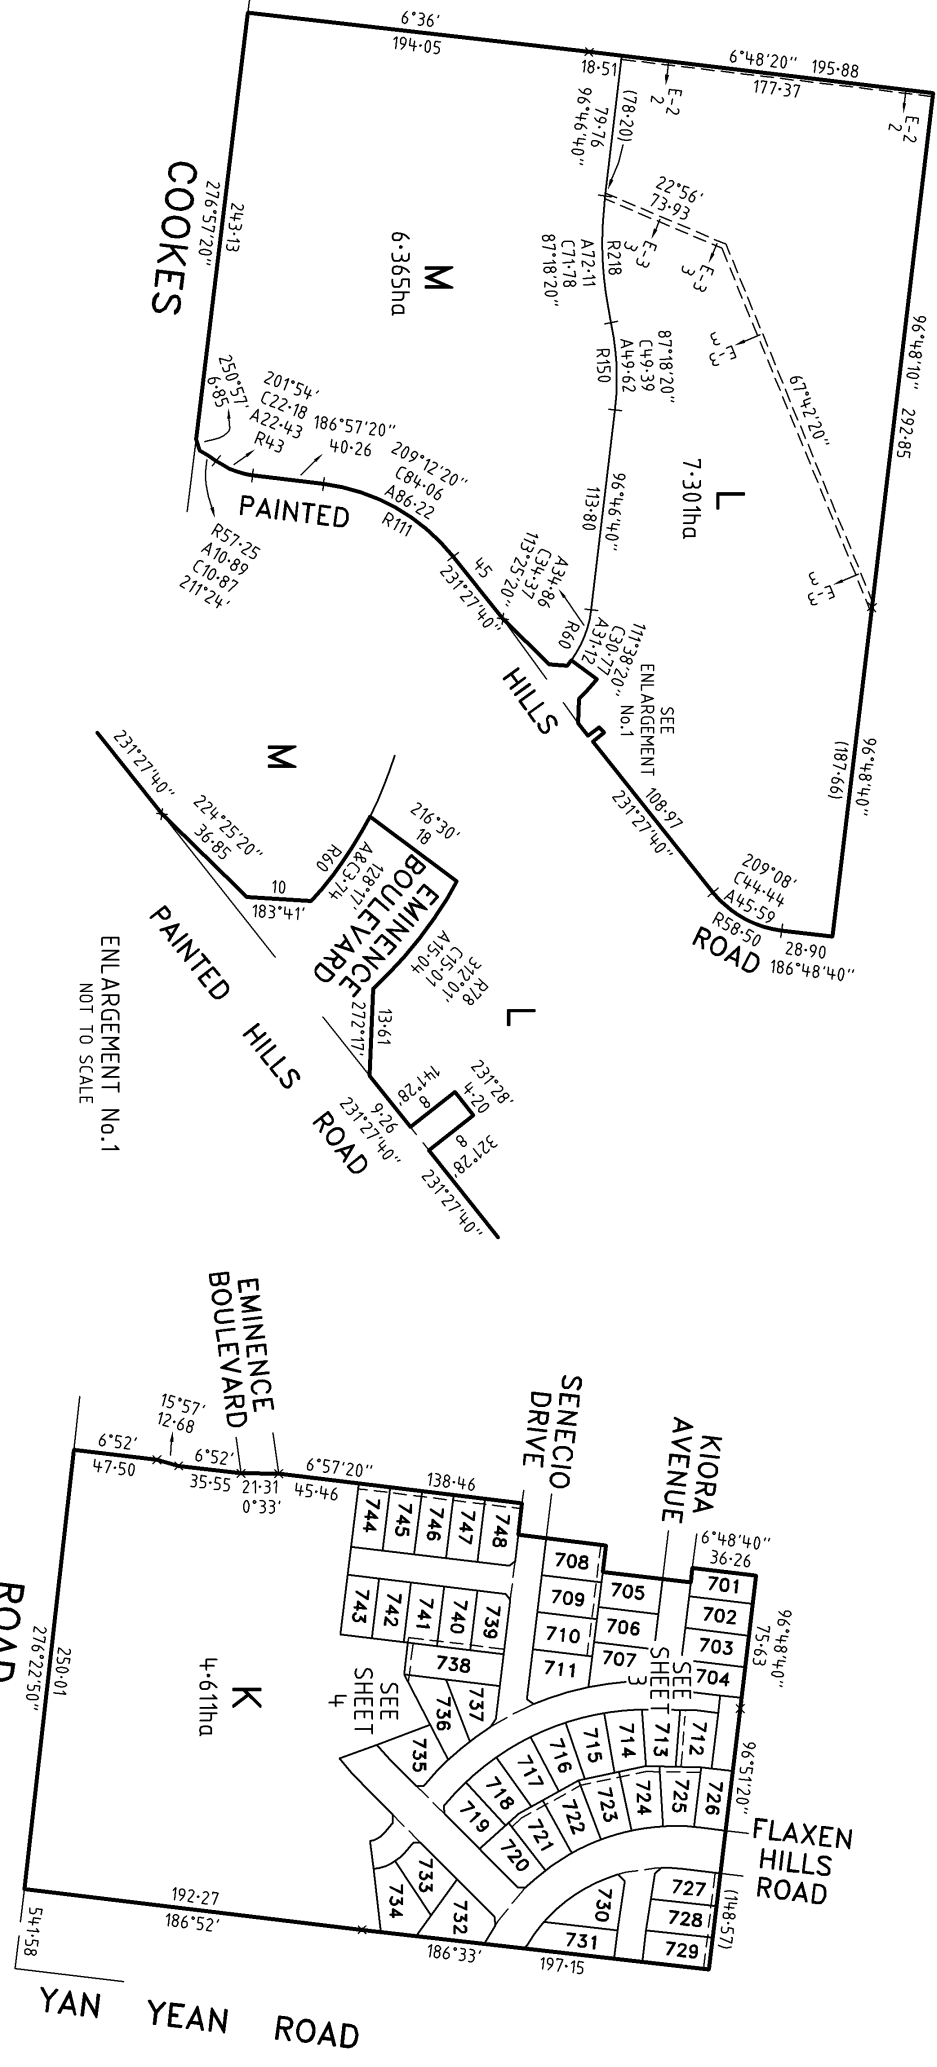 6°36'
194·05
18·51
6°48'20" 195·88
177·37
E-2
2
E-2
2
79·76
96°46'40"
(78·20)
22°56'
73·93
E-3
3
E-3
3
E-3
3
E-3
3
67°42'20"
96°48'10" 292·85
R218
A72·11
C71·78
87°18'20"
87°18'20"
C49·39
A49·62
R150
96°46'40"
113·80
L
7·301ha
M
6·365ha
243·13
276°57'20"
COOKES
250°57'
6·85
201°54'
C22·18
A22·43
R43
186°57'20"
40·26
209°12'20"
C84·06
A86·22
R111
PAINTED
R57·25
A10·89
C10·87
211°24'
45
231°27'40"
A34·86
C34·37
113°25'20"
R60
111°38'20"
C30·77
A31·12
SEE
ENLARGEMENT
No.1
HILLS
108·97
231°27'40"
96°48'40"
(187·66)
209°08'
C44·44
A45·59
R58·50
28·90
186°48'40"
ROAD
M
231°27'40"
224°25'20"
36·85
10
183°41'
R60
A&C3·74
128°17'
216°30'
18
EMINENCE
BOULEVARD
R78
312°01'
C15·01
A15·04
L
13·61
272°17'
9·26
231°27'40"
141°28'
8
231°28'
4·20
8
321°28'
231°27'40"
PAINTED HILLS ROAD
ENLARGEMENT No.1
NOT TO SCALE
EMINENCE
BOULEVARD
SENECIO
DRIVE
KIORA
AVENUE
15°57'
12·68
6°52'
47·50
6°52'
35·55
21·31
0°33'
6°57'20"
45·46
138·46
6°48'40"
36·26
96°48'40"
75·63
96°51'20"
(148·57)
FLAXEN
HILLS
ROAD
744
745
746
747
748
743
742
741
740
739
738
737
736
735
708
709
710
711
705
706
707
701
702
703
704
SEE
SHEET
3
SEE
SHEET
4
712
713
714
715
716
717
718
719
720
721
722
723
724
725
726
727
728
729
730
731
732
733
734
K
4·611ha
250·01
276°22'50"
ROAD
192·27
186°52'
186°33'
197·15
541·58
YAN YEAN ROAD